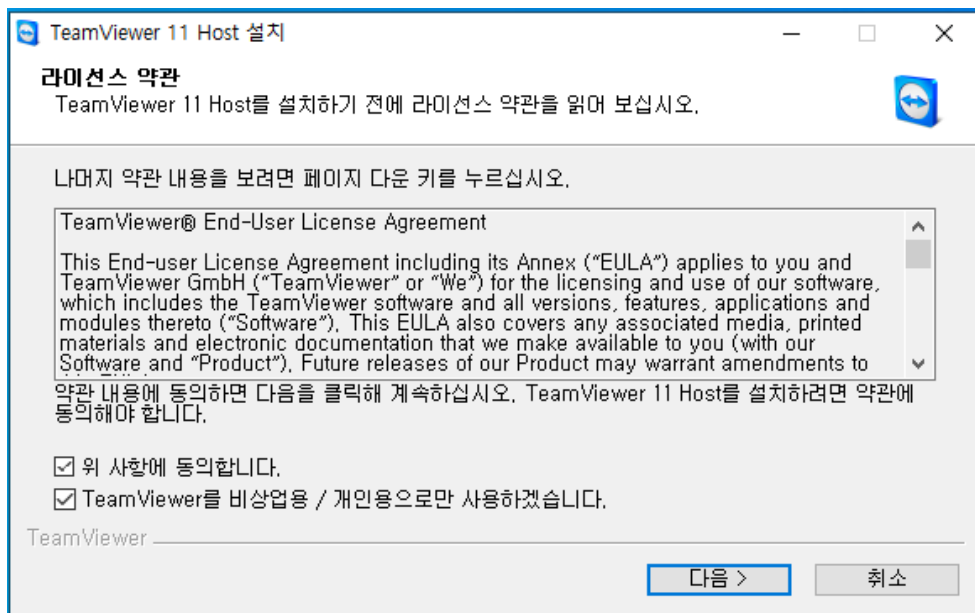 TeamViewer 11 Host 설치
라이선스 약관
TeamViewer 11 Host를 설치하기 전에 라이선스 약관을 읽어 보십시오.
나머지 약관 내용을 보려면 페이지 다운 키를 누르십시오.
TeamViewer® End-User License Agreement
This End-user License Agreement including its Annex (“EULA”) applies to you and
TeamViewer GmbH (“TeamViewer” or “We”) for the licensing and use of our software,
which includes the TeamViewer software and all versions, features, applications and
modules thereto (“Software”). This EULA also covers any associated media, printed
materials and electronic documentation that we make available to you (with our
Software and “Product”). Future releases of our Product may warrant amendments to
약관 내용에 동의하면 다음을 클릭해 계속하십시오. TeamViewer 11 Host를 설치하려면 약관에
동의해야 합니다.
위 사항에 동의합니다.
TeamViewer를 비상업용 / 개인용으로만 사용하겠습니다.
TeamViewer
다음 >
취소